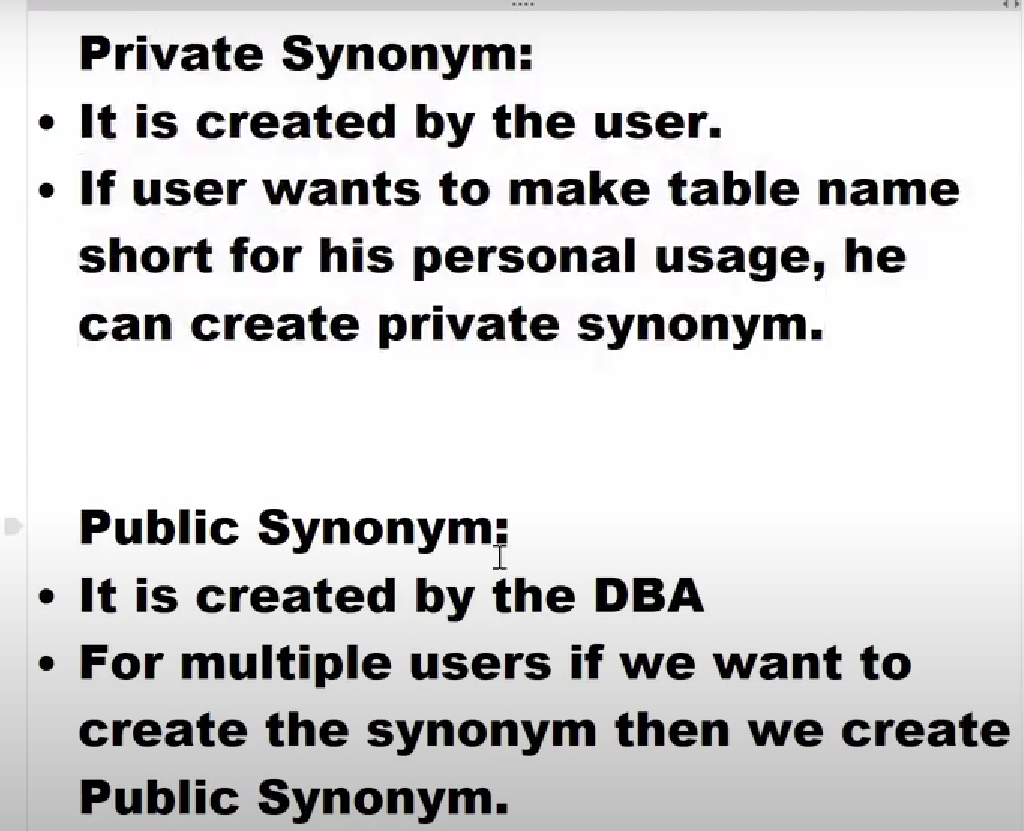 Private Synonym:
• It is created by the user.
• If user wants to make table name
short for his personal usage, he
can create private synonym.
Public Synonym:
• It is created by the DBA
• For multiple users if we want to
create the synonym then we create
Public Synonym.